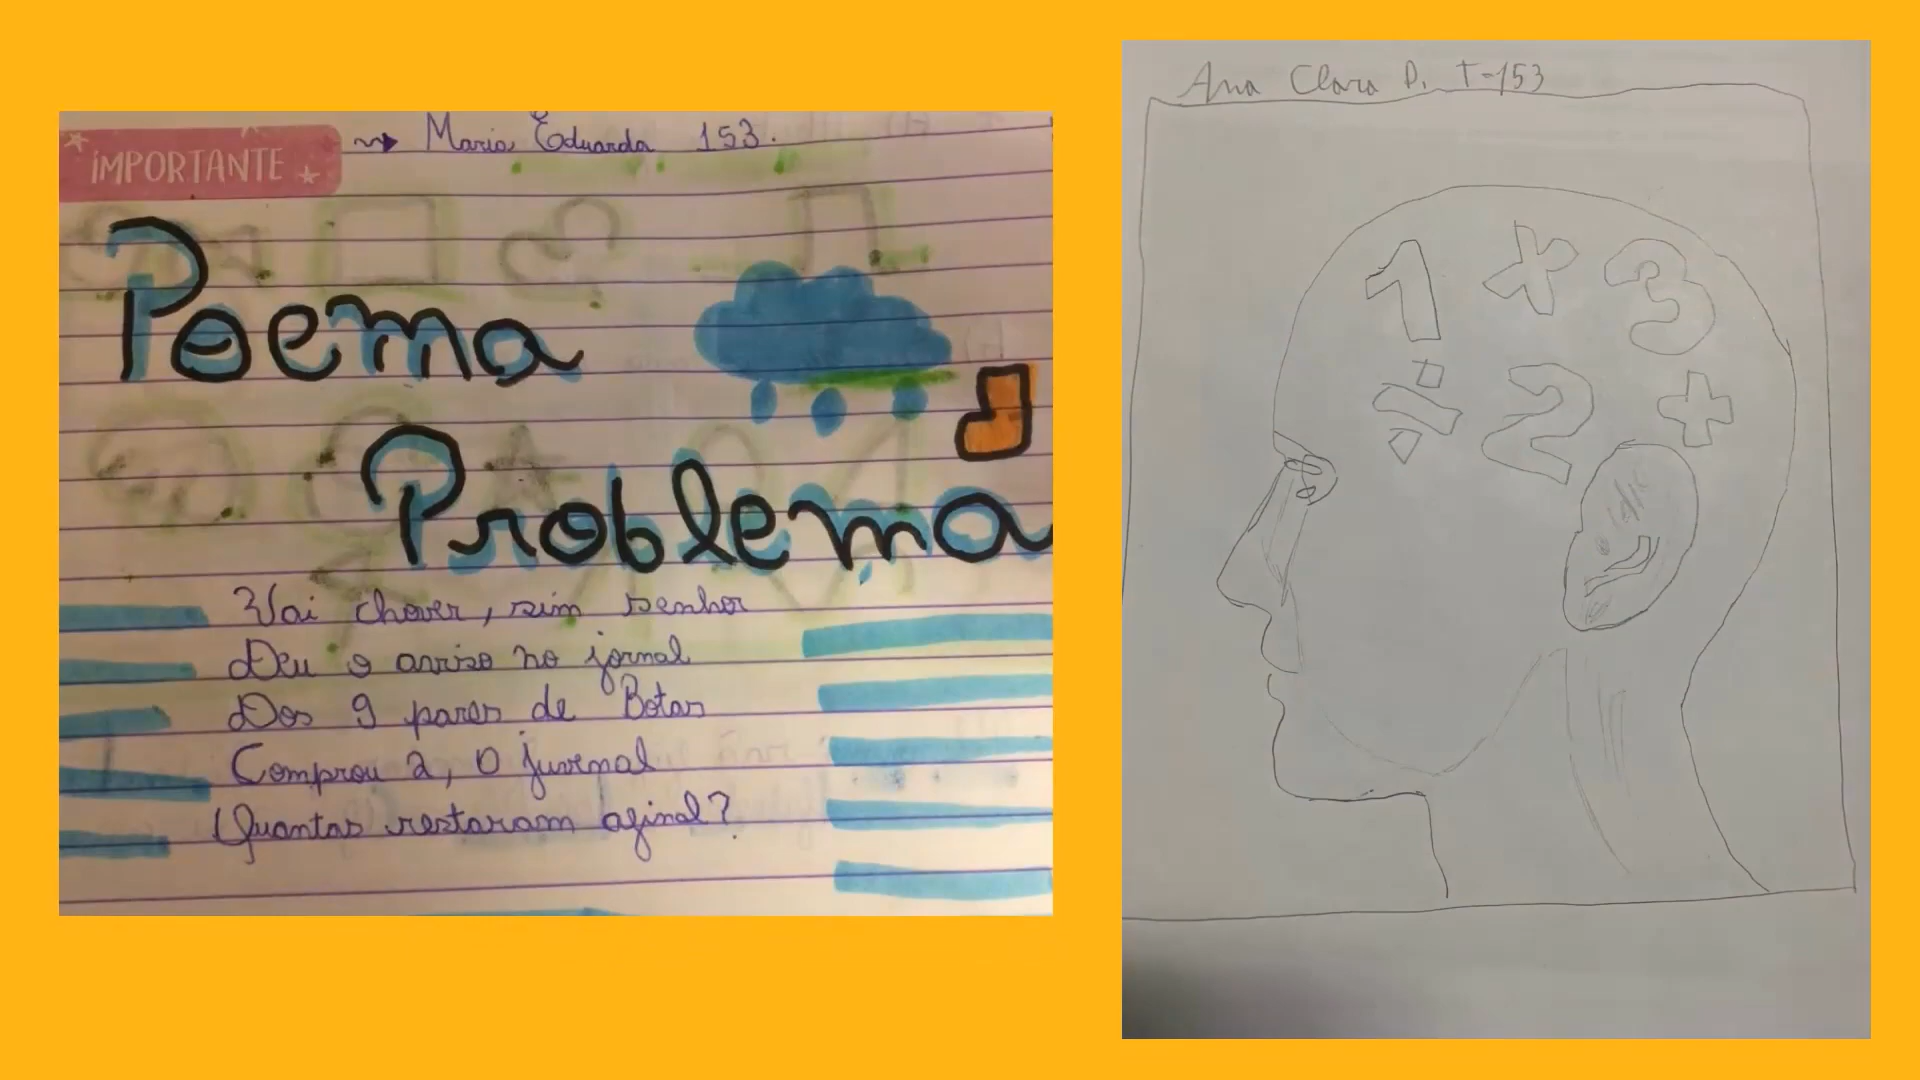 IMPORTANTE
Maria Eduarda 153.
Poema
Problema
Vai chover, sim senhor
Deu o aviso no jornal
Dos 9 pares de Botas
Comprou 2, o juvenal
Quantas restaram afinal?
Ana Clara P. T-153
1 x 3
÷ 2 +